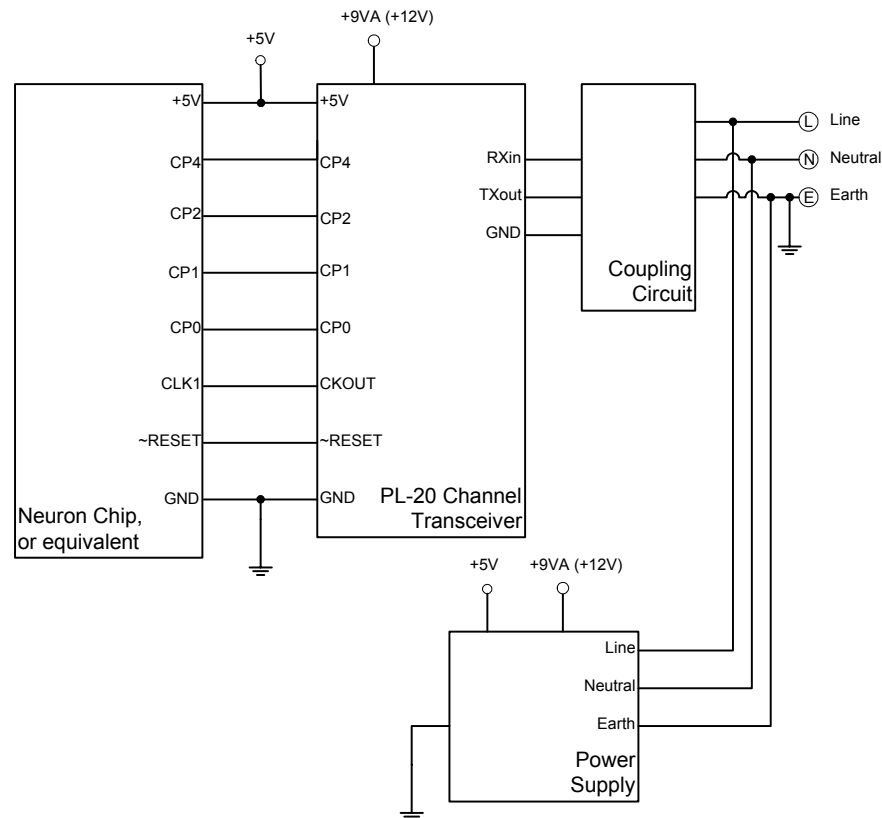 +9VA (+12V)
+5V
+5V
+5V
CP4
CP4
CP2
CP2
CP1
CP1
CP0
CP0
CLK1
CKOUT
~RESET
~RESET
GND
GND
Neuron Chip,
or equivalent
PL-20 Channel
Transceiver
RXin
TXout
GND
Coupling
Circuit
L Line
N Neutral
E Earth
+5V
+9VA (+12V)
Line
Neutral
Earth
Power
Supply